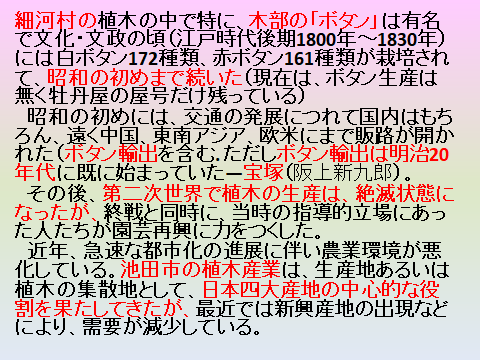 細河村の植木の中で特に、木部の「ボタン」は有名
で文化・文政の頃(江戸時代後期1800年～1830年)
には白ボタン172種類、赤ボタン161種類が栽培され
て、昭和の初めまで続いた(現在は、ボタン生産は
無く牡丹屋の屋号だけ残っている)
昭和の初めには、交通の発展につれて国内はもち
ろん、遠く中国、東南アジア、欧米にまで販路が開か
れた(ボタン輸出を含む.ただしボタン輸出は明治20
年代に既に始まっていた―宝塚(阪上新九郎)。
その後、第二次世界で植木の生産は、絶滅状態に
なったが、終戦と同時に、当時の指導的立場にあっ
た人たちが園芸再興に力をつくした。
近年、急速な都市化の進展に伴い農業環境が悪
化している。池田市の植木産業は、生産地あるいは
植木の集散地として、日本四大産地の中心的な役
割を果たしてきたが、最近では新興産地の出現など
により、需要が減少している。